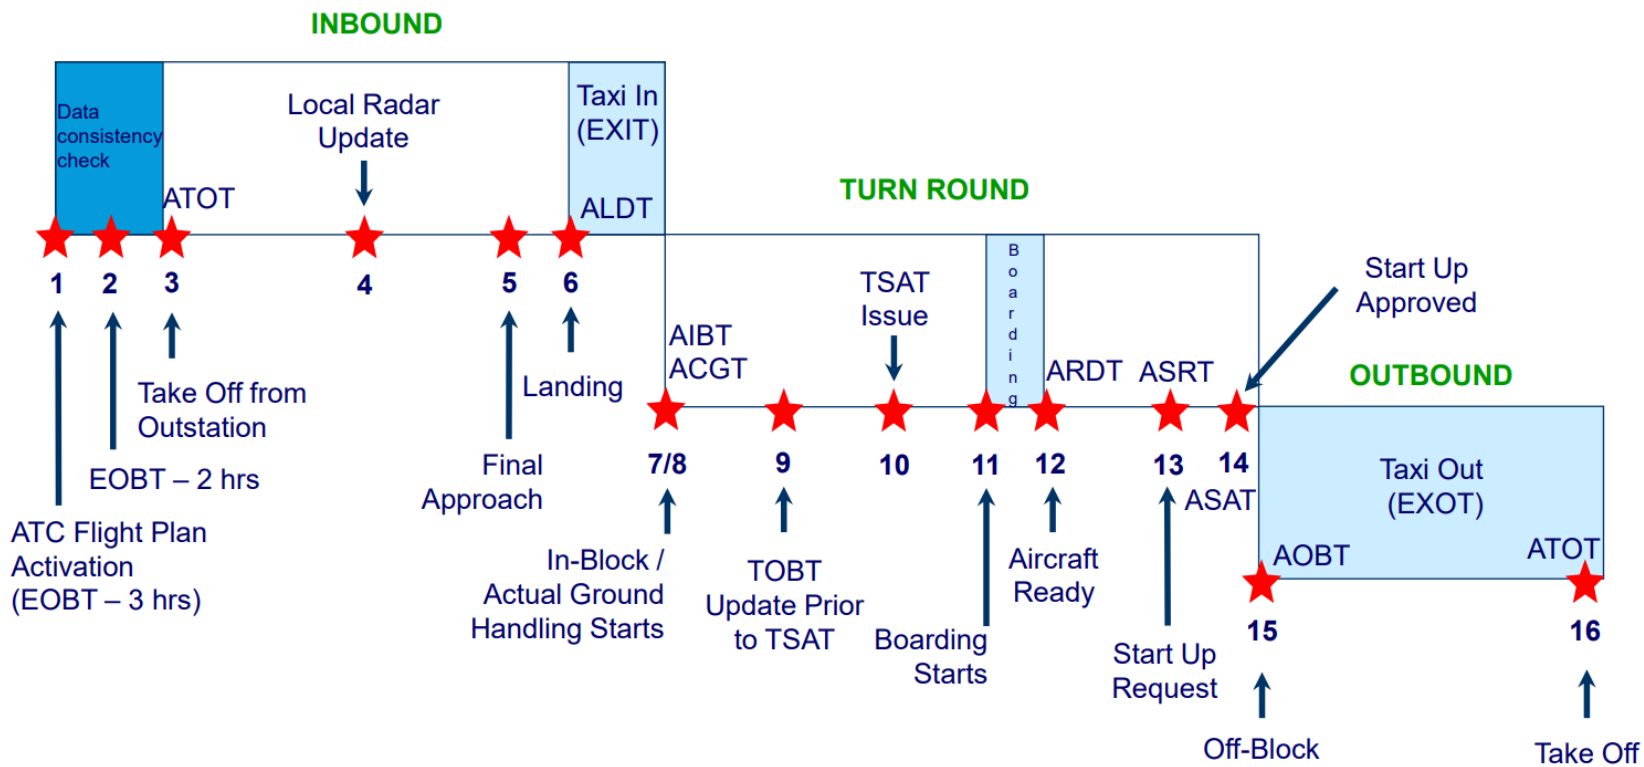 INBOUND
Data
consistency
check
Local Radar
Update
Taxi In
(EXIT)
ATOT
ALDT
1
2
3
4
5
6
Take Off from
Outstation
EOBT – 2 hrs
ATC Flight Plan
Activation
(EOBT – 3 hrs)
Final
Approach
Landing
TURN ROUND
AIBT
ACGT
TSAT
Issue
Boarding
ARDT
ASRT
Start Up
Approved
7/8
9
10
11
12
13
14
ASAT
In-Block /
Actual Ground
Handling Starts
TOBT
Update Prior
to TSAT
Boarding
Starts
Aircraft
Ready
Start Up
Request
OUTBOUND
Taxi Out
(EXOT)
AOBT
ATOT
15
16
Off-Block
Take Off